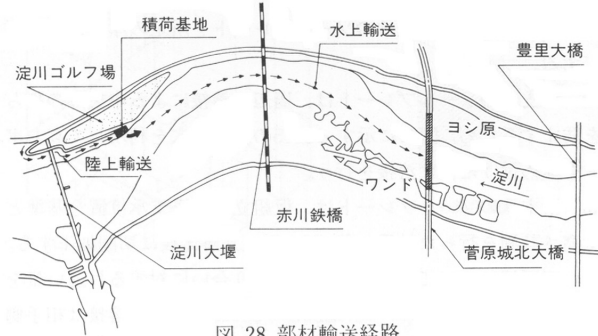 積荷基地
水上輸送
豊里大橋
淀川ゴルフ場
ヨシ原
陸上輸送
ワンド
淀川
赤川鉄橋
淀川大堰
菅原城北大橋
図 28 部材輸送経路